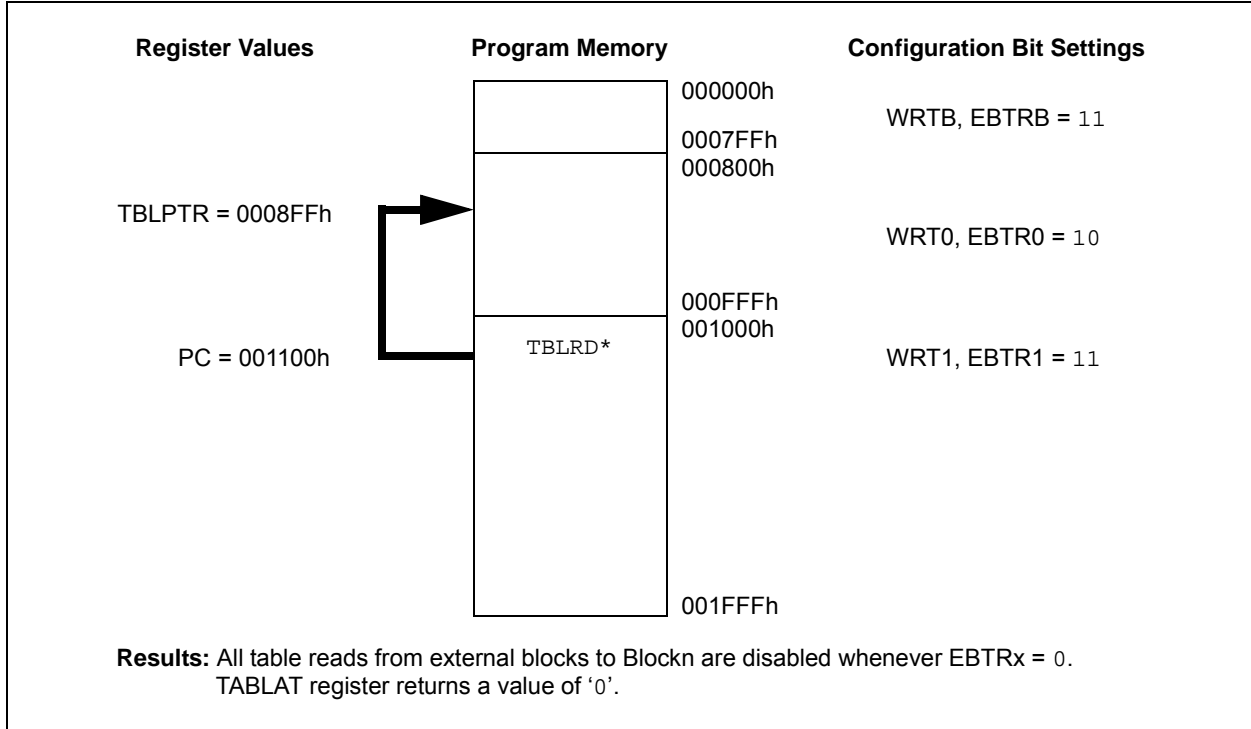 Register Values
Program Memory
Configuration Bit Settings
000000h
WRTB, EBTRB = 11
0007FFh
000800h
TBLPTR = 0008FFh
WRT0, EBTR0 = 10
000FFFh
001000h
PC = 001100h
TBLRD*
WRT1, EBTR1 = 11
001FFFh
Results: All table reads from external blocks to Blockn are disabled whenever EBTRx = 0.
TABLAT register returns a value of ‘0’.